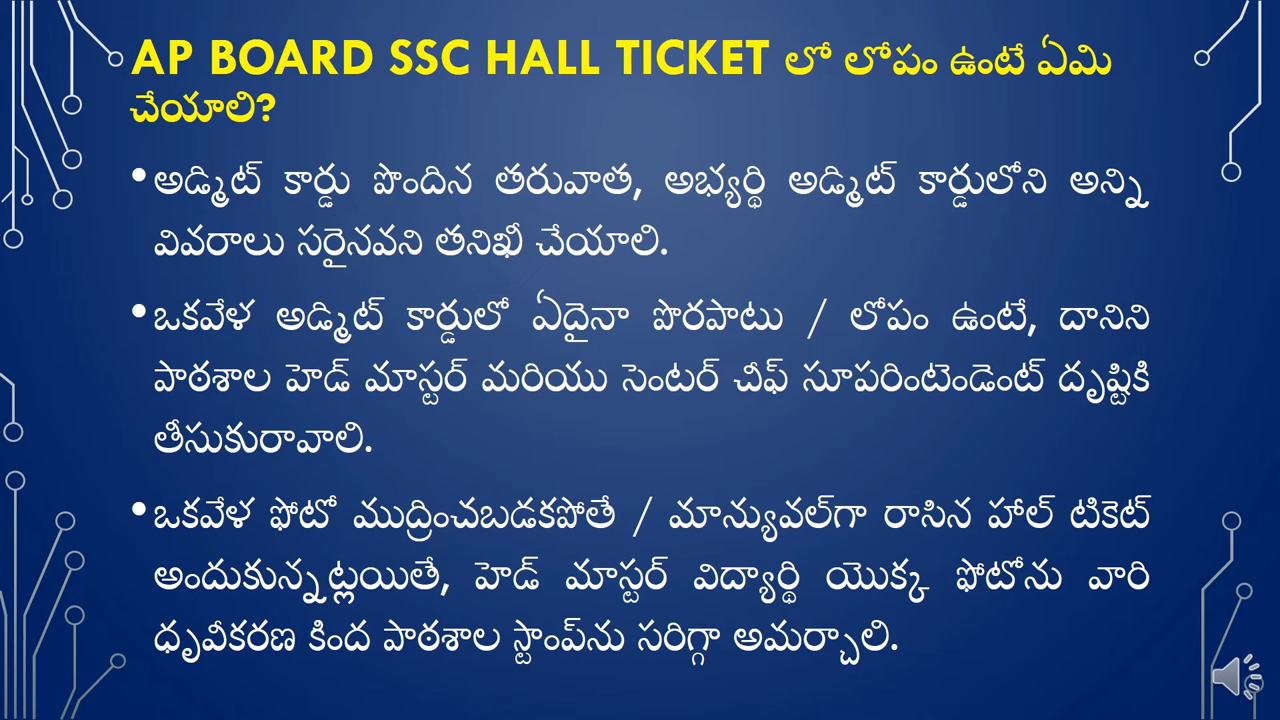 AP BOARD SSC HALL TICKET లో లోపం ఉంటే ఏమి
చేయాలి?
•అడ్మిట్ కార్డు పొందిన తరువాత, అభ్యర్థి అడ్మిట్ కార్డులోని అన్ని
వివరాలు సరైనవని తనిఖీ చేయాలి.
•ఒకవేళ అడ్మిట్ కార్డులో ఏదైనా పొరపాటు / లోపం ఉంటే, దానిని
పాఠశాల హెడ్ మాస్టర్ మరియు సెంటర్ చీఫ్ సూపరింటెండెంట్ దృష్టికి
తీసుకురావాలి.
•ఒకవేళ ఫోటో ముద్రించబడకపోతే / మాన్యువల్‌గా రాసిన హాల్ టికెట్
అందుకున్నట్లయితే, హెడ్ మాస్టర్ విద్యార్థి యొక్క ఫోటోను వారి
ధృవీకరణ కింద పాఠశాల స్టాంప్‌ను సరిగ్గా అమర్చాలి.